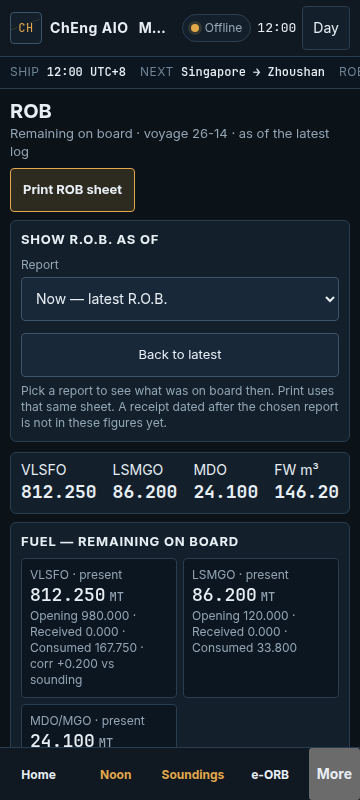 CH ChEng AIO M... Offline 12:00 Day
SHIP 12:00 UTC+8 NEXT Singapore → Zhoushan ROB
ROB
Remaining on board · voyage 26-14 · as of the latest
log
Print ROB sheet
SHOW R.O.B. AS OF
Report
Now — latest R.O.B.
Back to latest
Pick a report to see what was on board then. Print uses
that same sheet. A receipt dated after the chosen report
is not in these figures yet.
VLSFO LSMGO MDO FW m³
812.250 86.200 24.100 146.20
FUEL — REMAINING ON BOARD
VLSFO · present
812.250 MT
Opening 980.000 ·
Received 0.000 ·
Consumed 167.750 ·
corr +0.200 vs
sounding
LSMGO · present
86.200 MT
Opening 120.000 ·
Received 0.000 ·
Consumed 33.800
MDO/MGO · present
24.100 MT
Home Noon Soundings e-ORB More